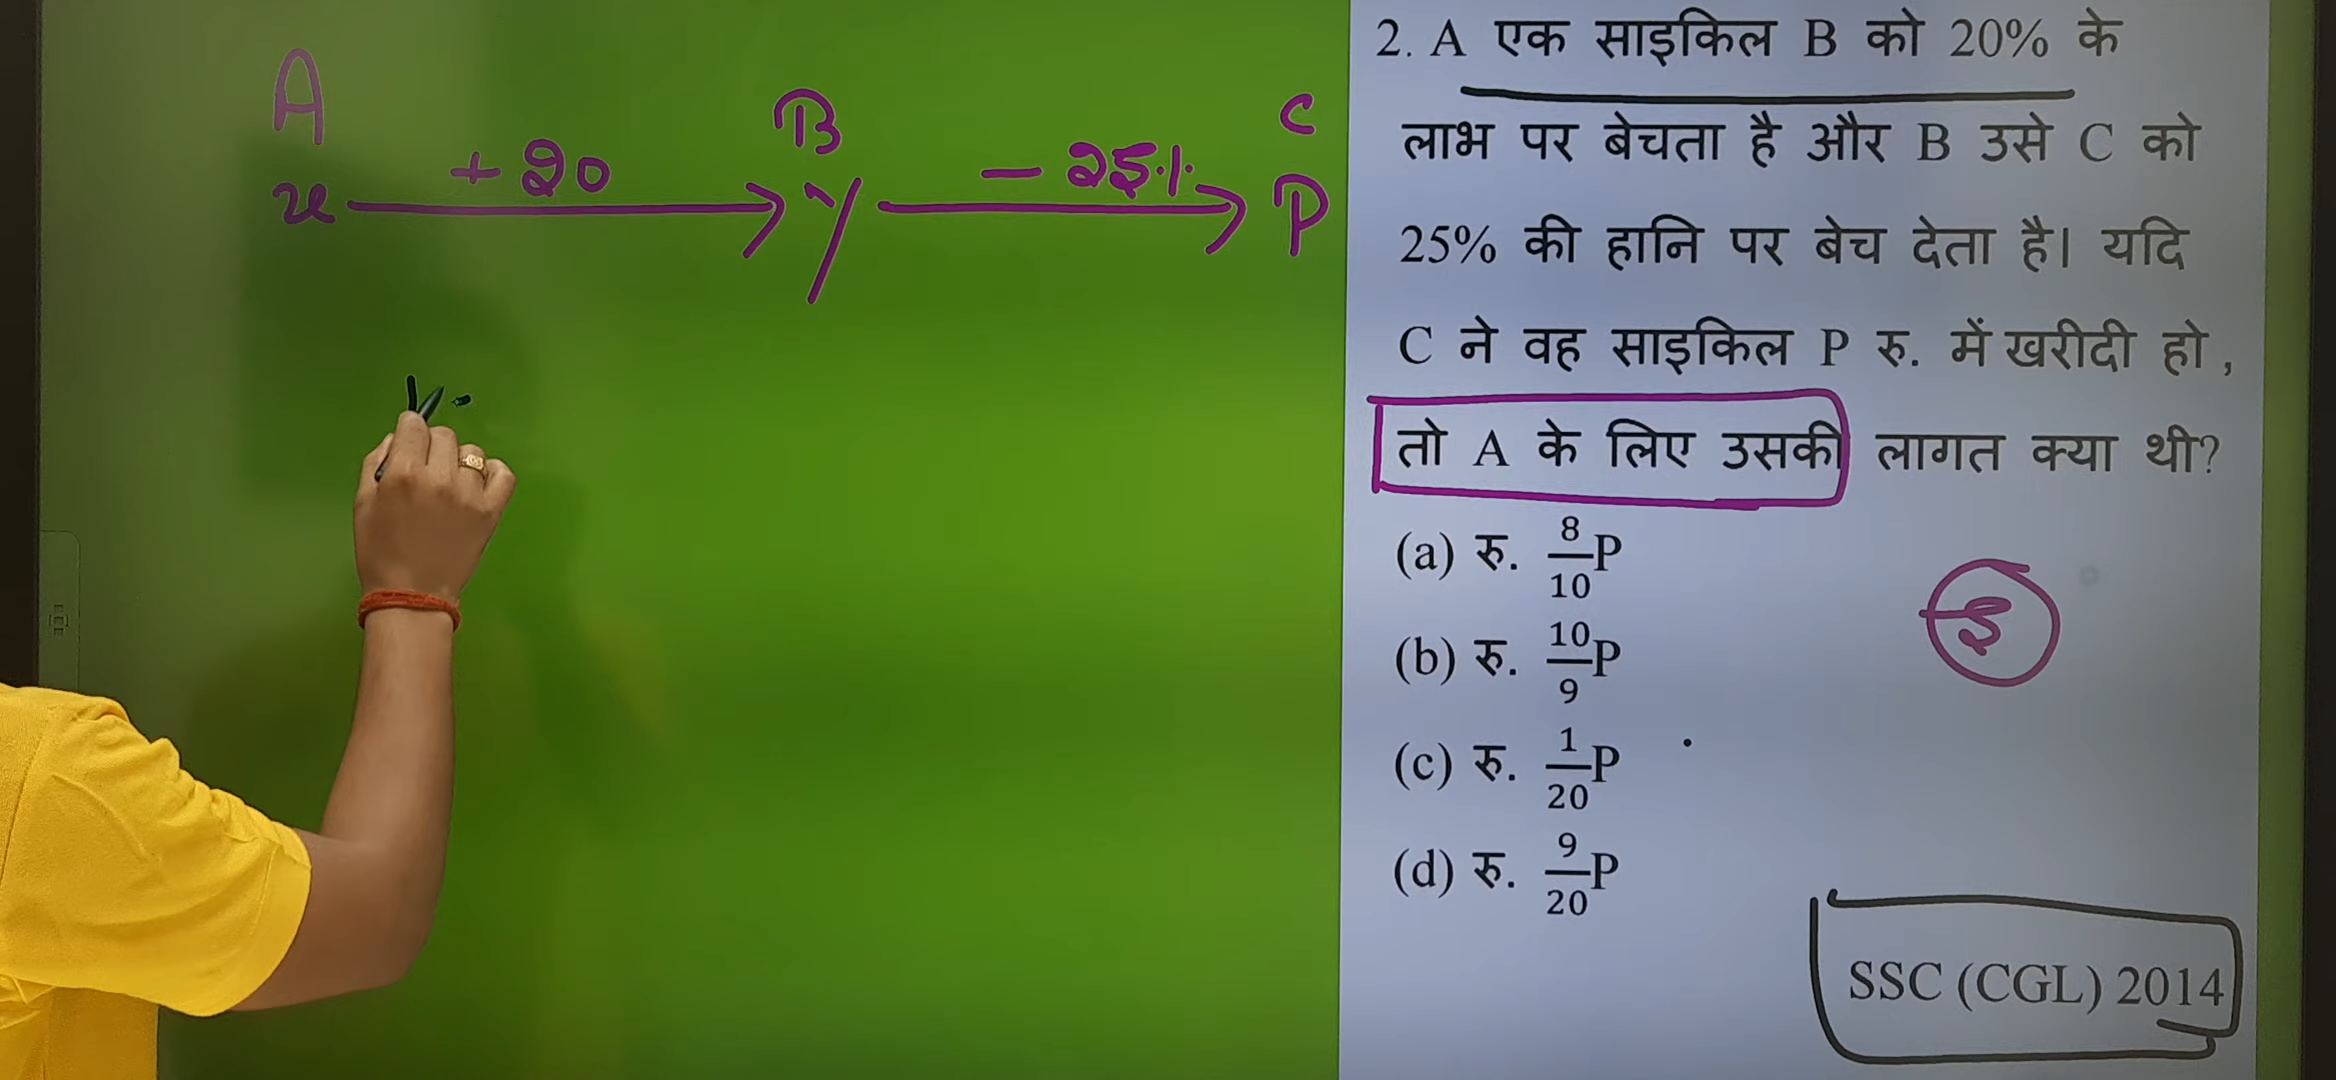 A
B
C
x + 20 y - 25% P
2. A एक साइकिल B को 20% के
लाभ पर बेचता है और B उसे C को
25% की हानि पर बेच देता है। यदि
C ने वह साइकिल P रु. में खरीदी हो ,
तो A के लिए उसकी लागत क्या थी?
(a) रु. 8/10 P
(b) रु. 10/9 P
(c) रु. 1/20 P
(d) रु. 9/20 P
SSC (CGL) 2014